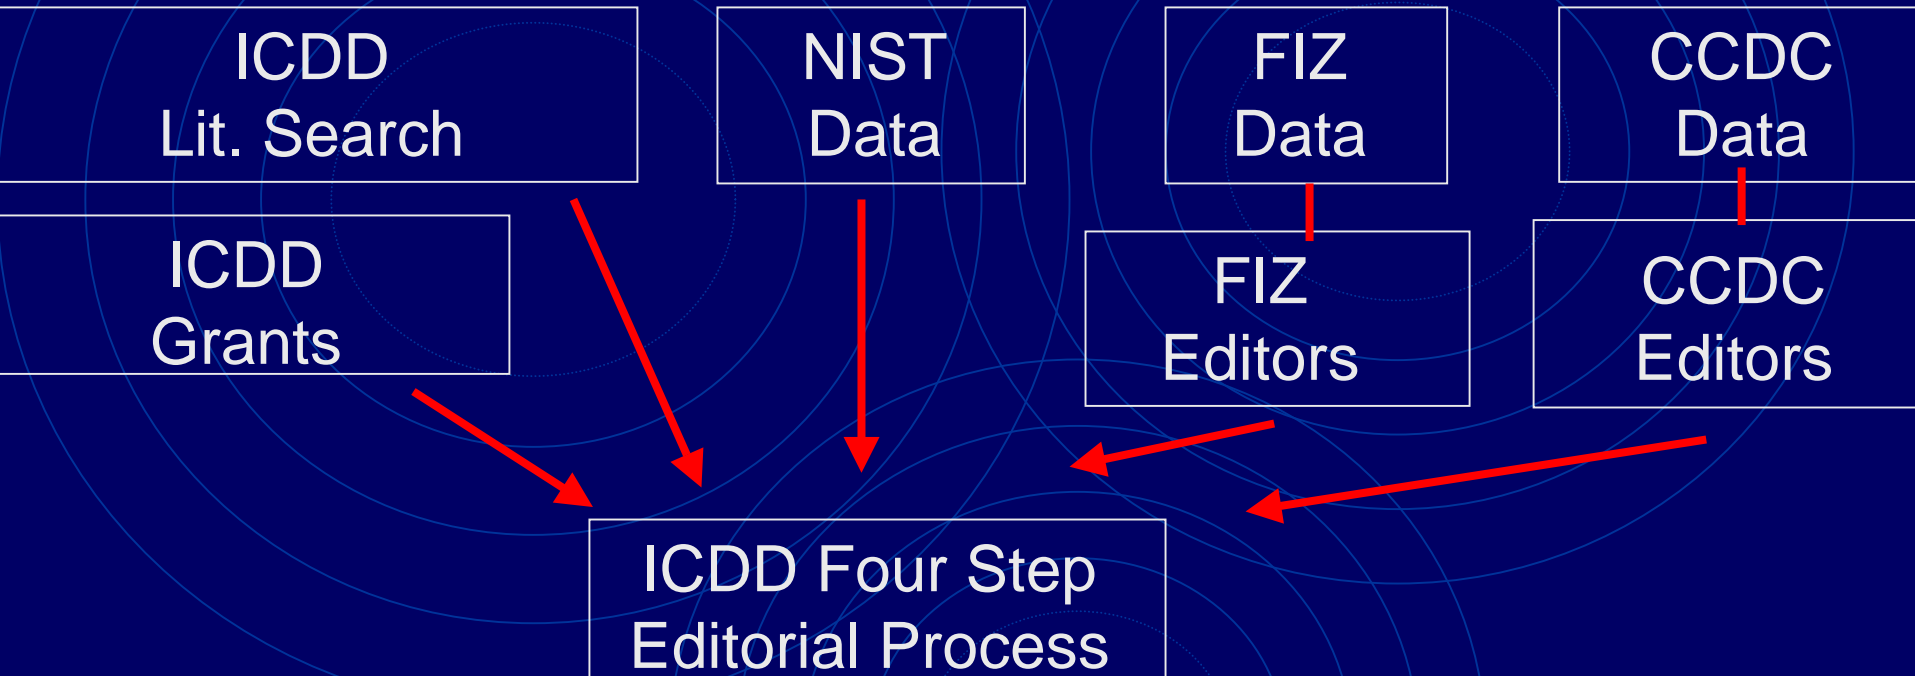 ICDD
Lit. Search
NIST
Data
FIZ
Data
CCDC
Data
ICDD
Grants
FIZ
Editors
CCDC
Editors
ICDD Four Step
Editorial Process